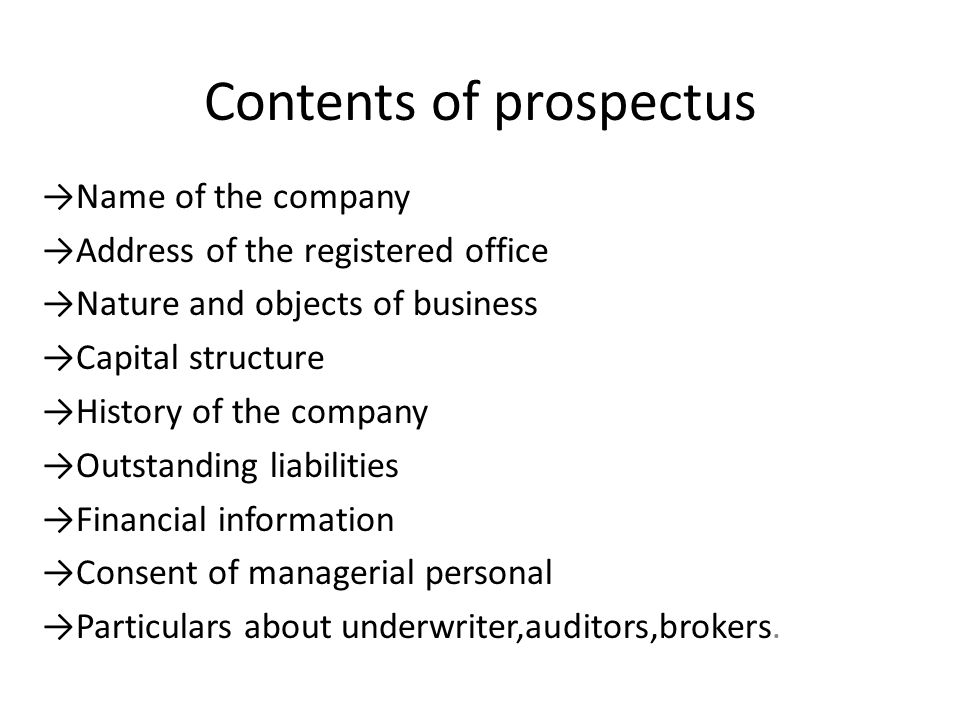 Contents of prospectus
→Name of the company
→Address of the registered office
→Nature and objects of business
→Capital structure
→History of the company
→Outstanding liabilities
→Financial information
→Consent of managerial personal
→Particulars about underwriter,auditors,brokers.